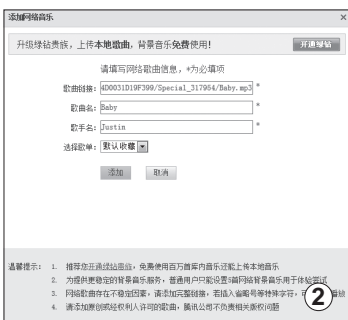 添加网络音乐 ×
升级绿钻贵族，上传本地歌曲，背景音乐免费使用！ 开通绿钻
请填写网络歌曲信息，*为必填项
歌曲链接： 4D0031D19F399/Special_317954/Baby.mp3 *
歌曲名： Baby *
歌手名： Justin *
选择歌单： 默认收藏
添加 取消
温馨提示： 1. 推荐您开通绿钻贵族，免费使用百万首库内音乐还能上传本地音乐
2. 为提供更稳定的背景音乐服务，普通用户只能设置5首网络背景音乐用于体验尝试
3. 网络歌曲存在不稳定因素，请添加完整链接，若插入省略号等特殊字符，可 播放
4. 请添加原创或经权利人许可的歌曲，腾讯公司不负责相关版权问题
2